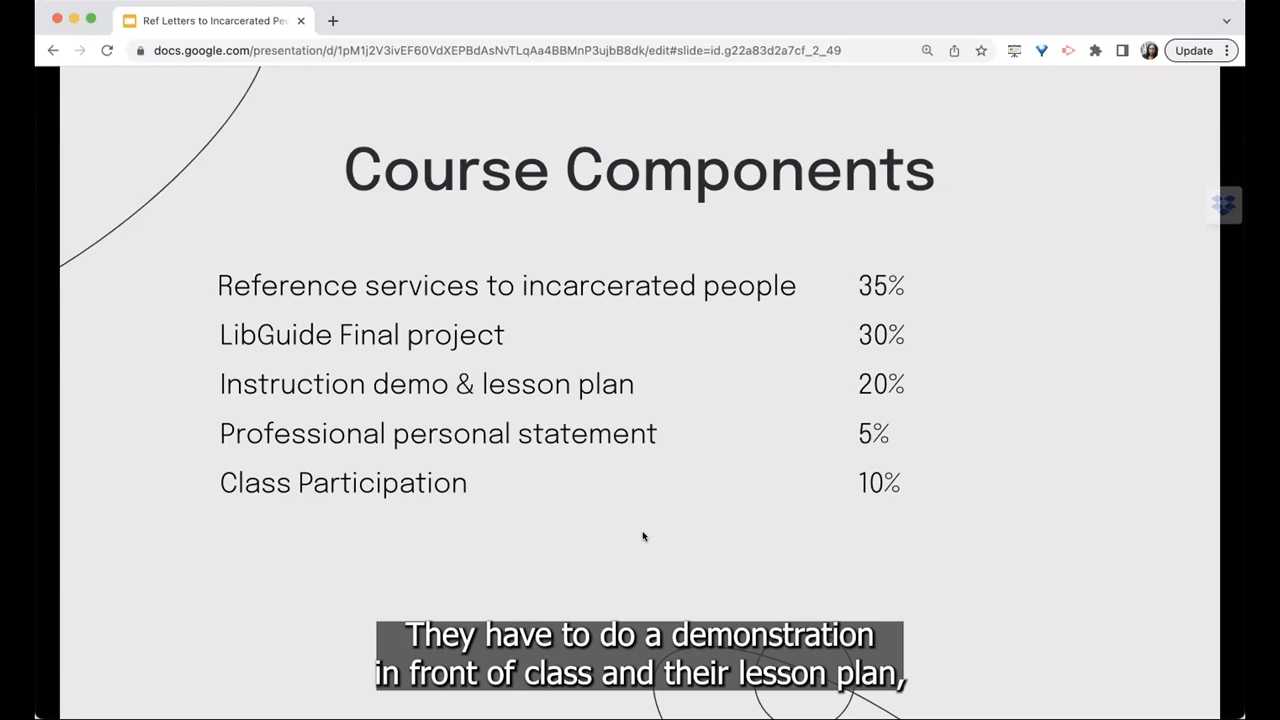 Ref Letters to Incarcerated Pe
docs.google.com/presentation/d/1pM1j2V3ivEF60VdXEPBdAsNvTLqAa4BBMnP3ujbB8dk/edit#slide=id.g22a83d2a7cf_2_49
Update
Course Components
Reference services to incarcerated people 35%
LibGuide Final project 30%
Instruction demo & lesson plan 20%
Professional personal statement 5%
Class Participation 10%
They have to do a demonstration
in front of class and their lesson plan,